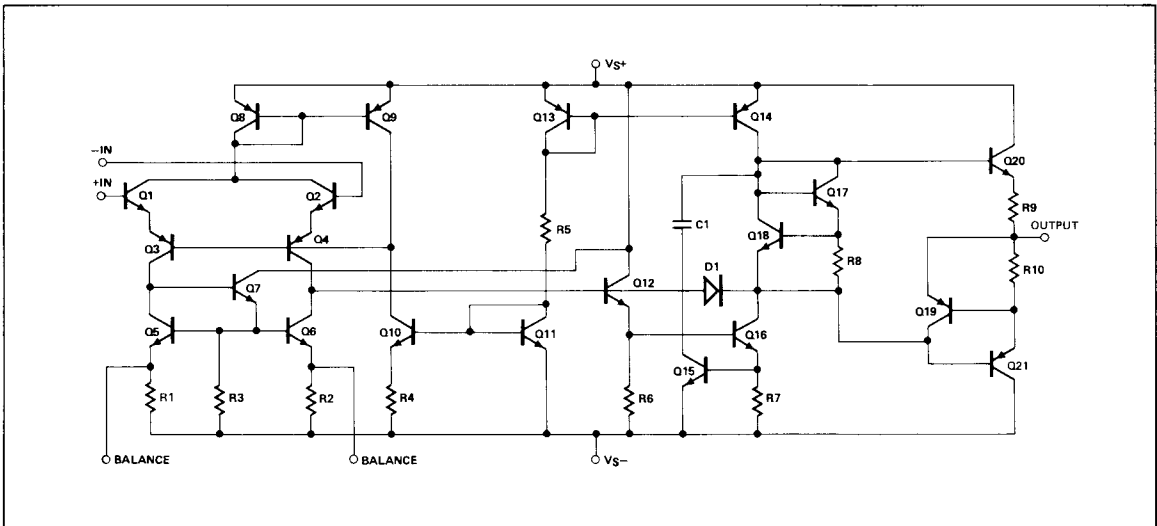 Vs+
Q8
Q9
Q13
Q14
-IN
+IN
Q1
Q2
Q17
Q20
Q3
Q4
R5
C1
Q18
R9
OUTPUT
R8
R10
Q7
Q12
D1
Q5
Q6
Q10
Q11
Q16
Q19
Q15
Q21
R1
R3
R2
R4
R6
R7
BALANCE
BALANCE
Vs-